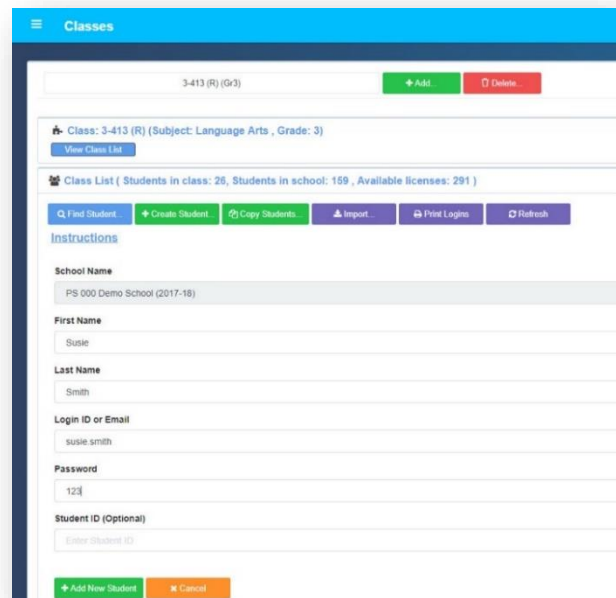 Classes
3-413 (R) (Gr3)
Add...
Delete...
Class: 3-413 (R) (Subject: Language Arts , Grade: 3)
View Class List
Class List ( Students in class: 26, Students in school: 159 , Available licenses: 291 )
Find Student... Create Student... Copy Students... Import... Print Logins Refresh
Instructions
School Name
PS 000 Demo School (2017-18)
First Name
Susie
Last Name
Smith
Login ID or Email
susie.smith
Password
123
Student ID (Optional)
Enter Student ID
Add New Student Cancel